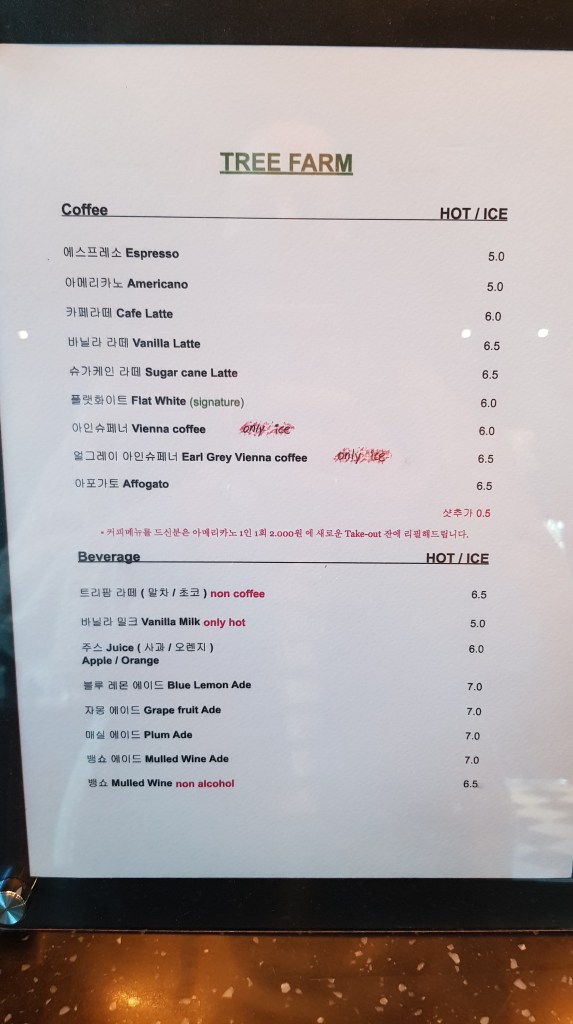 TREE FARM
Coffee HOT / ICE
에스프레소 Espresso 5.0
아메리카노 Americano 5.0
카페라떼 Cafe Latte 6.0
바닐라 라떼 Vanilla Latte 6.5
슈가케인 라떼 Sugar cane Latte 6.5
플랫화이트 Flat White (signature) 6.0
아인슈페너 Vienna coffee only ice 6.0
얼그레이 아인슈페너 Earl Grey Vienna coffee only ice 6.5
아포가토 Affogato 6.5
샷추가 0.5
• 커피메뉴를 드신분은 아메리카노 1인 1회 2.000원 에 새로운 Take-out 잔에 리필해드립니다.
Beverage HOT / ICE
트리팜 라떼 ( 말차 / 초코 ) non coffee 6.5
바닐라 밀크 Vanilla Milk only hot 5.0
주스 Juice ( 사과 / 오렌지 ) 6.0
Apple / Orange
블루 레몬 에이드 Blue Lemon Ade 7.0
자몽 에이드 Grape fruit Ade 7.0
매실 에이드 Plum Ade 7.0
뱅쇼 에이드 Mulled Wine Ade 7.0
뱅쇼 Mulled Wine non alcohol 6.5